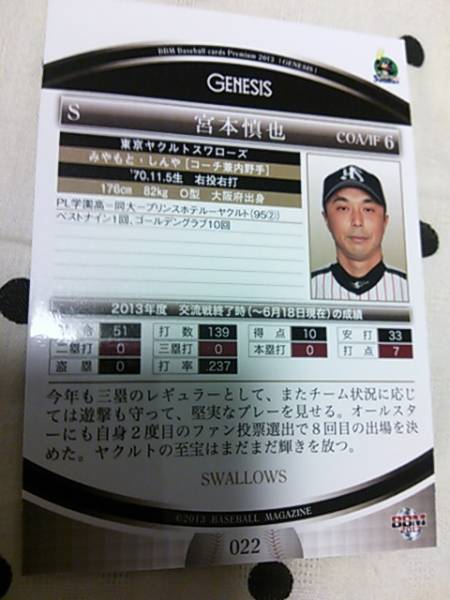 BBM Baseball cards Premium 2013 [GENESIS]
GENESIS
S 宮本慎也 COA/IF 6
東京ヤクルトスワローズ
みやもと・しんや [コーチ兼内野手]
'70.11.5生 右投右打
176cm 82kg O型 大阪府出身
PL学園高ー同大ープリンスホテルーヤクルト(95②)
ベストナイン1回、ゴールデングラブ10回
2013年度 交流戦終了時(〜6月18日現在)の成績
51 打数 139 得点 10 安打 33
二塁打 0 三塁打 0 本塁打 0 打点 7
盗塁 0 打率 .237
今年も三塁のレギュラーとして、またチーム状況に応じ
ては遊撃も守って、堅実なプレーを見せる。オールスタ
ーにも自身2度目のファン投票選出で8回目の出場を決
めた。ヤクルトの至宝はまだまだ輝きを放つ。
SWALLOWS
©2013 BASEBALL MAGAZINE
022
BBM
2013